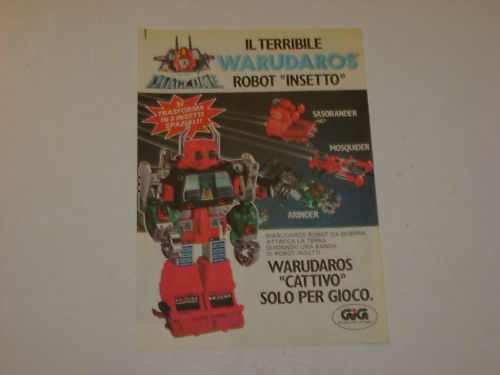 IL TERRIBILE
WARUDAROS
ROBOT "INSETTO"
DIACLONE
SI
TRASFORMA
IN 3 INSETTI
SPAZIALI!
SASORANDER
MOSQUIDER
ARINDER
WARUDAROS ROBOT DA GUERRA
ATTACCA LA TERRA
GUIDANDO UNA BANDA
DI ROBOT INSETTI
WARUDAROS
"CATTIVO"
SOLO PER GIOCO.
GiG